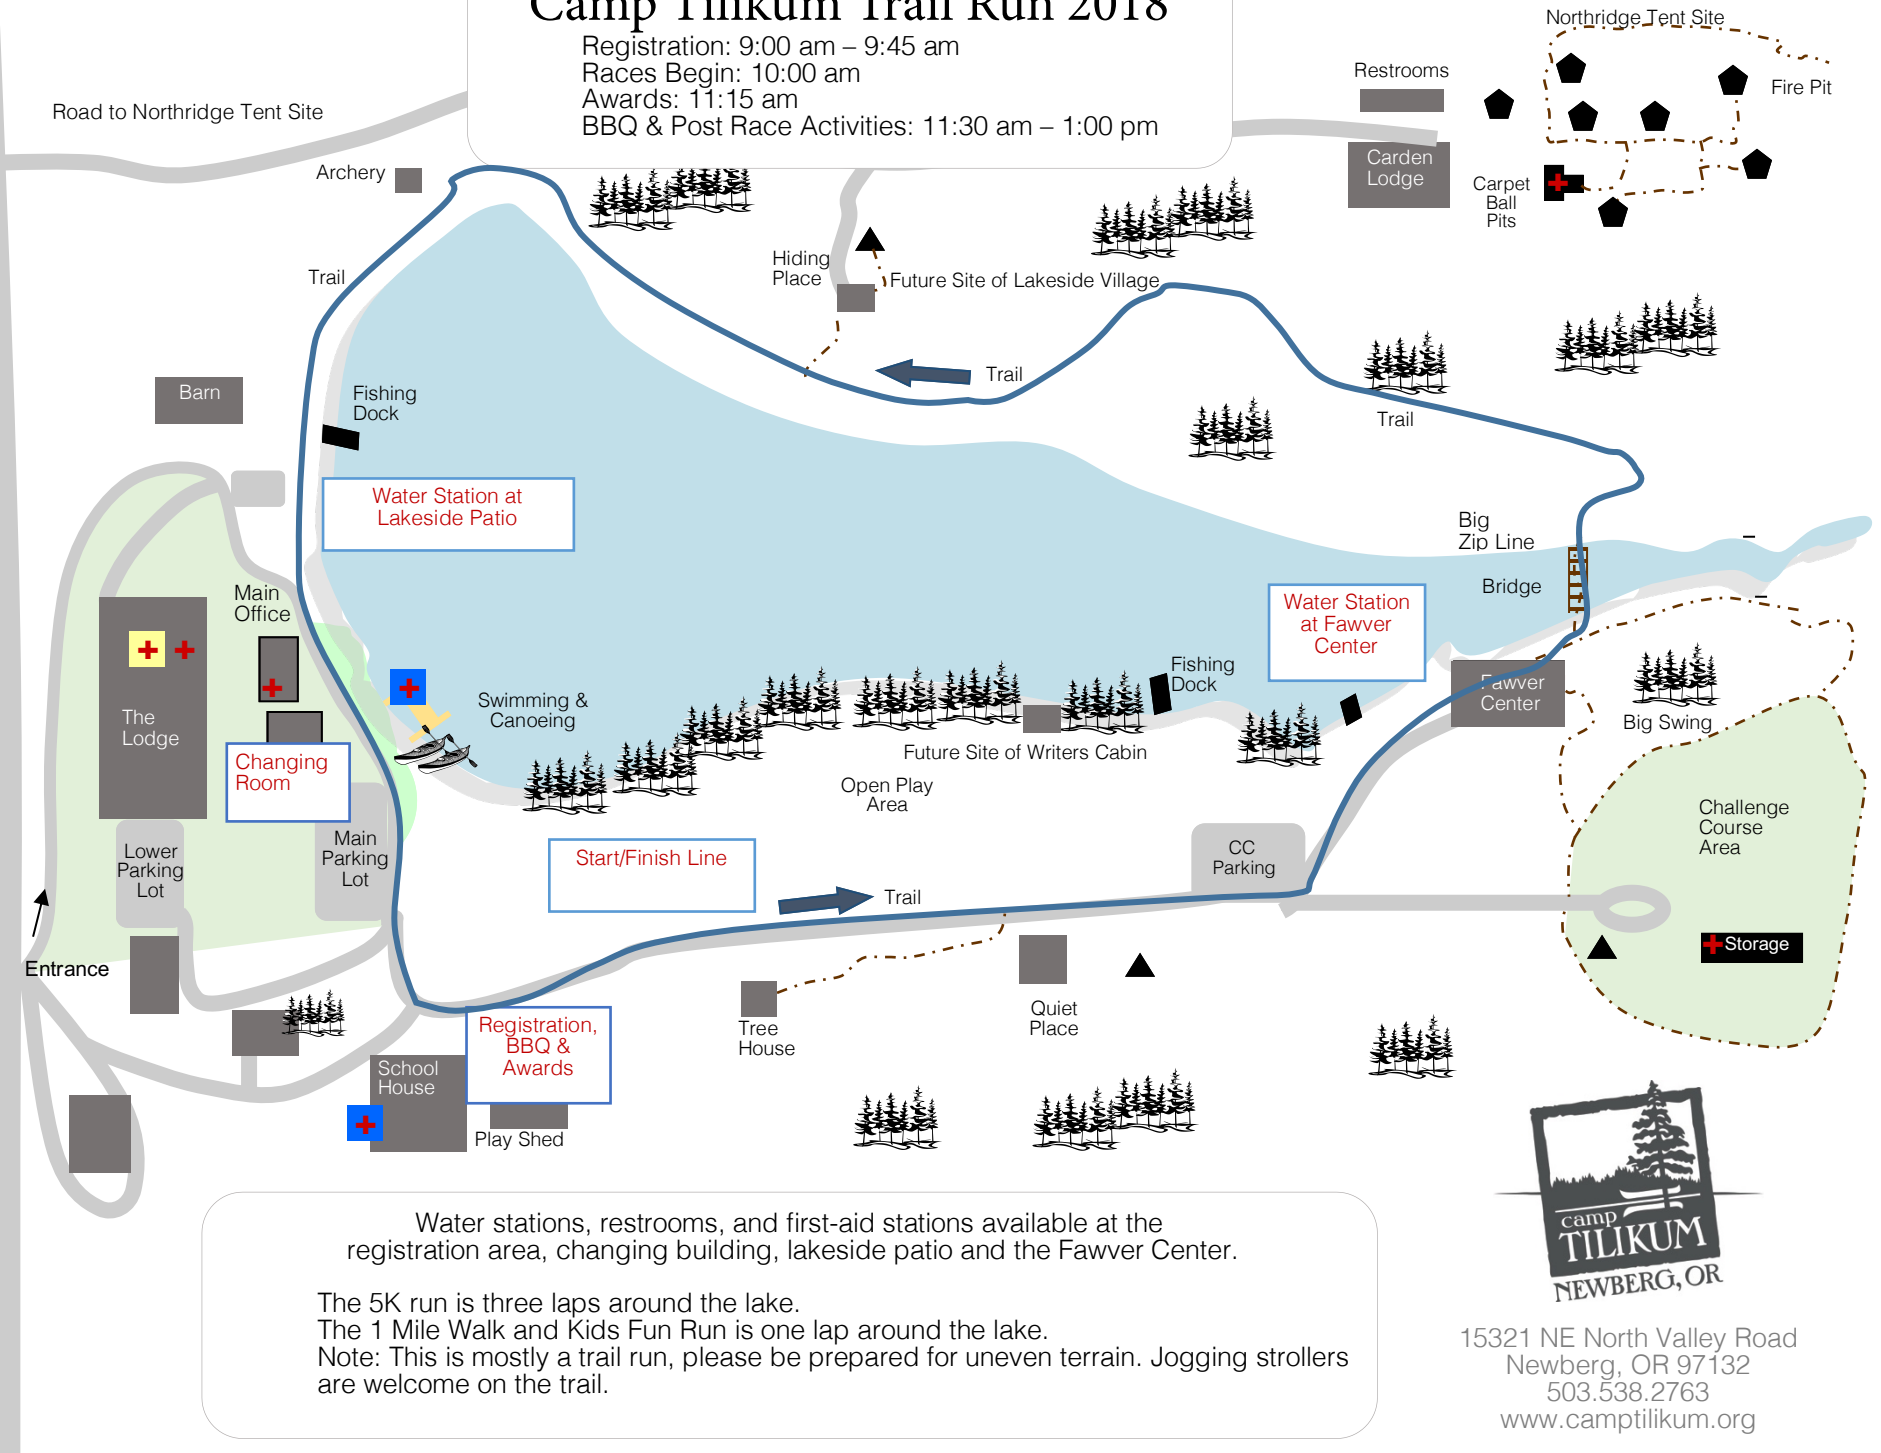 Camp Tilikum Trail Run 2018
Registration: 9:00 am – 9:45 am
Races Begin: 10:00 am
Awards: 11:15 am
BBQ & Post Race Activities: 11:30 am – 1:00 pm
Northridge Tent Site
Restrooms
Fire Pit
Road to Northridge Tent Site
Carden
Lodge
Carpet
Ball
Pits
Archery
Trail
Hiding
Place
Future Site of Lakeside Village
Trail
Trail
Barn
Fishing
Dock
Water Station at
Lakeside Patio
Big
Zip Line
Bridge
Water Station
at Fawver
Center
Main
Office
The
Lodge
Swimming &
Canoeing
Fishing
Dock
Fawver
Center
Big Swing
Future Site of Writers Cabin
Open Play
Area
Changing
Room
Challenge
Course
Area
Lower
Parking
Lot
Main
Parking
Lot
Start/Finish Line
CC
Parking
Trail
Storage
Entrance
Registration,
BBQ &
Awards
Tree
House
Quiet
Place
School
House
Play Shed
Water stations, restrooms, and first-aid stations available at the
registration area, changing building, lakeside patio and the Fawver Center.
The 5K run is three laps around the lake.
The 1 Mile Walk and Kids Fun Run is one lap around the lake.
Note: This is mostly a trail run, please be prepared for uneven terrain. Jogging strollers
are welcome on the trail.
camp
TILIKUM
NEWBERG, OR
15321 NE North Valley Road
Newberg, OR 97132
503.538.2763
www.camptilikum.org